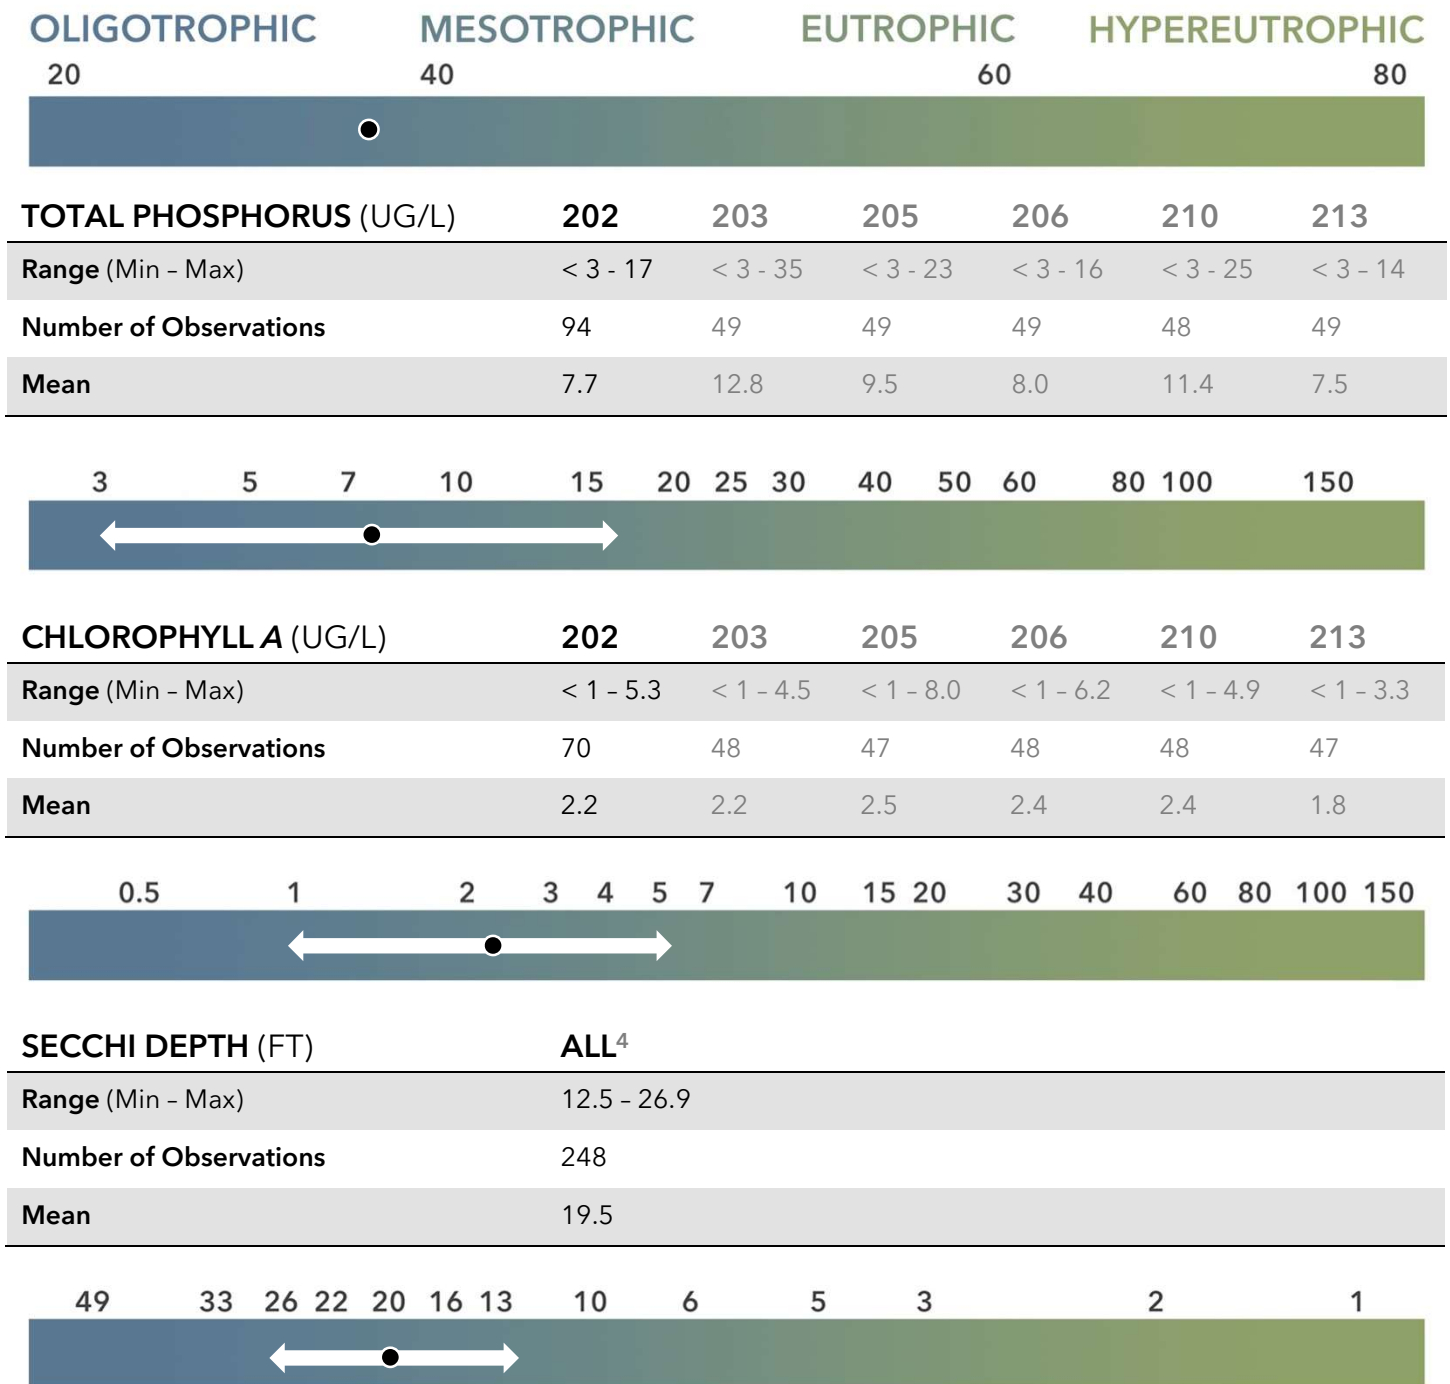 OLIGOTROPHIC MESOTROPHIC EUTROPHIC HYPEREUTROPHIC
20 40 60 80
TOTAL PHOSPHORUS (UG/L) 202 203 205 206 210 213
Range (Min – Max) < 3 - 17 < 3 - 35 < 3 - 23 < 3 - 16 < 3 - 25 < 3 – 14
Number of Observations 94 49 49 49 48 49
Mean 7.7 12.8 9.5 8.0 11.4 7.5
3 5 7 10 15 20 25 30 40 50 60 80 100 150
CHLOROPHYLL A (UG/L) 202 203 205 206 210 213
Range (Min – Max) < 1 – 5.3 < 1 – 4.5 < 1 – 8.0 < 1 – 6.2 < 1 – 4.9 < 1 – 3.3
Number of Observations 70 48 47 48 48 47
Mean 2.2 2.2 2.5 2.4 2.4 1.8
0.5 1 2 3 4 5 7 10 15 20 30 40 60 80 100 150
SECCHI DEPTH (FT) ALL⁴
Range (Min – Max) 12.5 – 26.9
Number of Observations 248
Mean 19.5
49 33 26 22 20 16 13 10 6 5 3 2 1